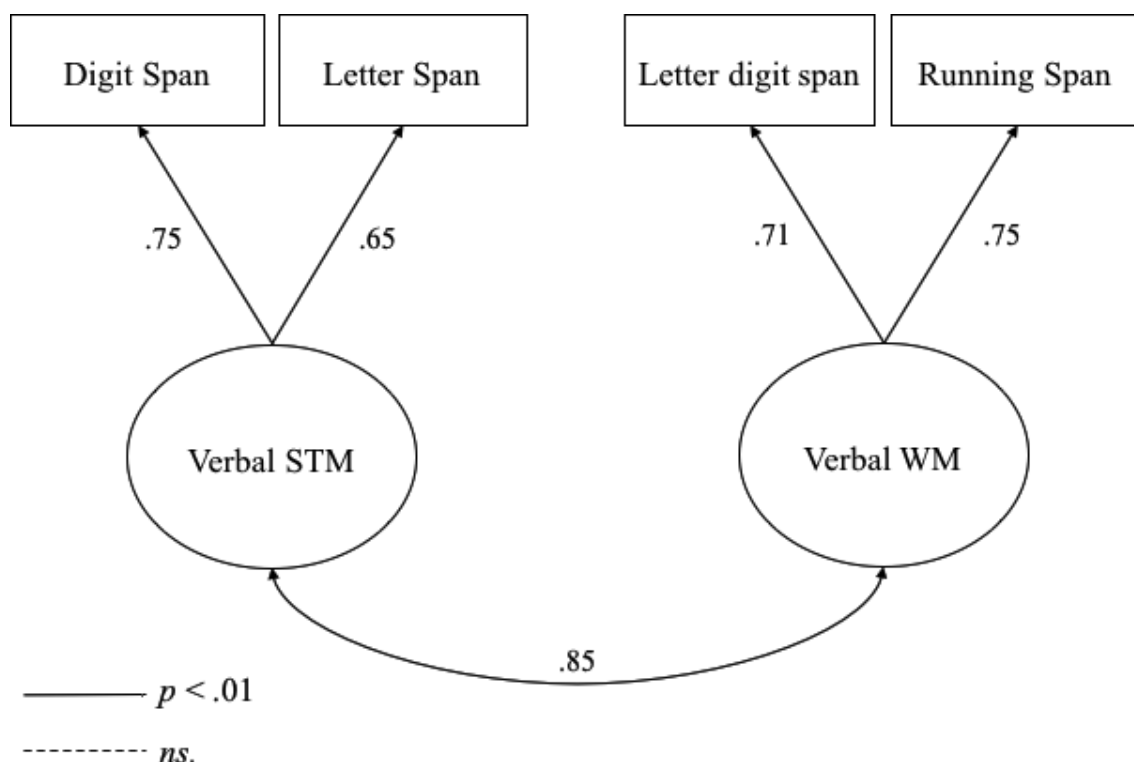 Digit Span
Letter Span
Letter digit span
Running Span
.75
.65
.71
.75
Verbal STM
Verbal WM
.85
p < .01
ns.